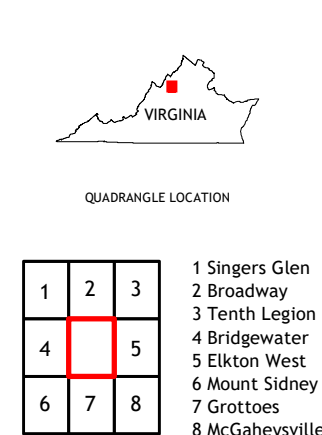 VIRGINIA
QUADRANGLE LOCATION
1 2 3
4 5
6 7 8
1 Singers Glen
2 Broadway
3 Tenth Legion
4 Bridgewater
5 Elkton West
6 Mount Sidney
7 Grottoes
8 McGaheysville